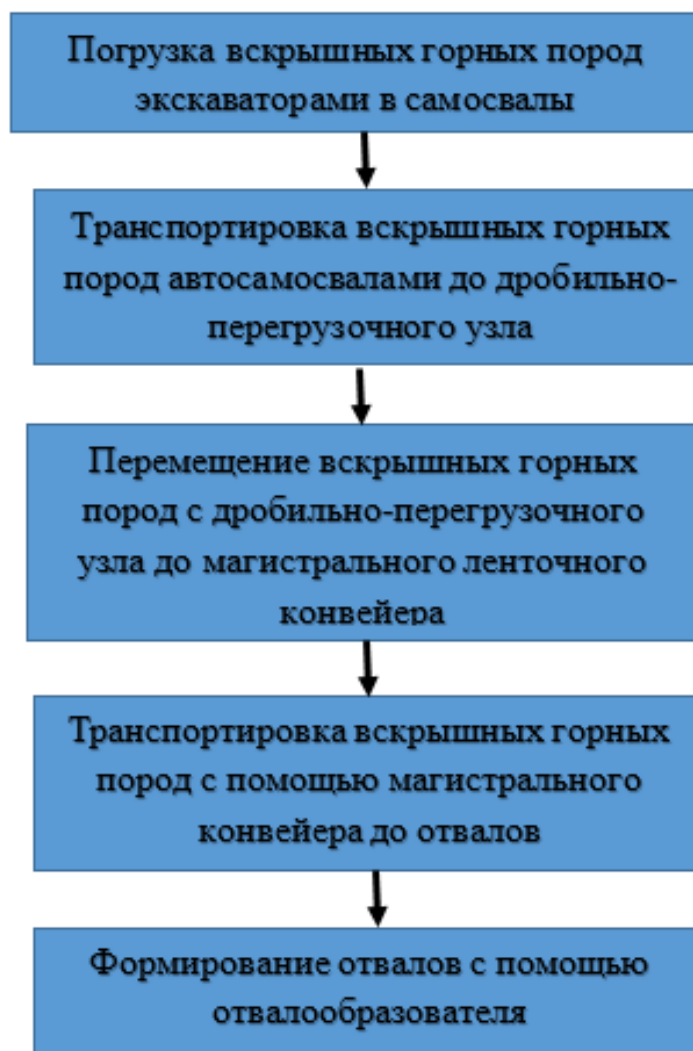 Погрузка вскрышных горных пород
экскаваторами в самосвалы
Транспортировка вскрышных горных
пород автосамосвалами до дробильно-
перегрузочного узла
Перемещение вскрышных горных
пород с дробильно-перегрузочного
узла до магистрального ленточного
конвейера
Транспортировка вскрышных горных
пород с помощью магистрального
конвейера до отвалов
Формирование отвалов с помощью
отвалообразователя